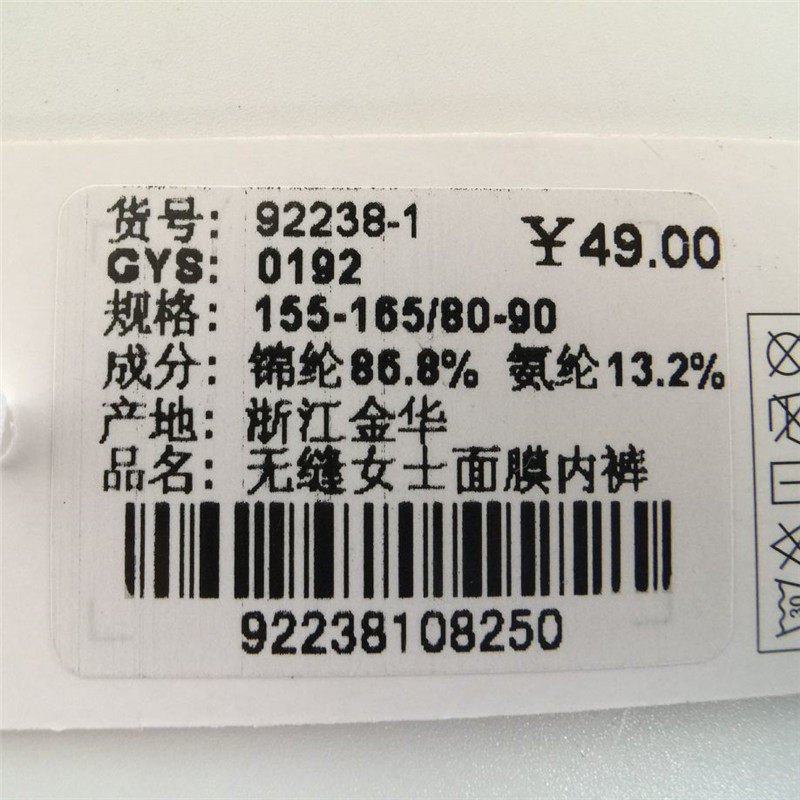 货号: 92238-1 ¥49.00
GYS: 0192
规格: 155-165/80-90
成分: 锦纶86.8% 氨纶13.2%
产地: 浙江金华
品名: 无缝女士面膜内裤
92238108250
30